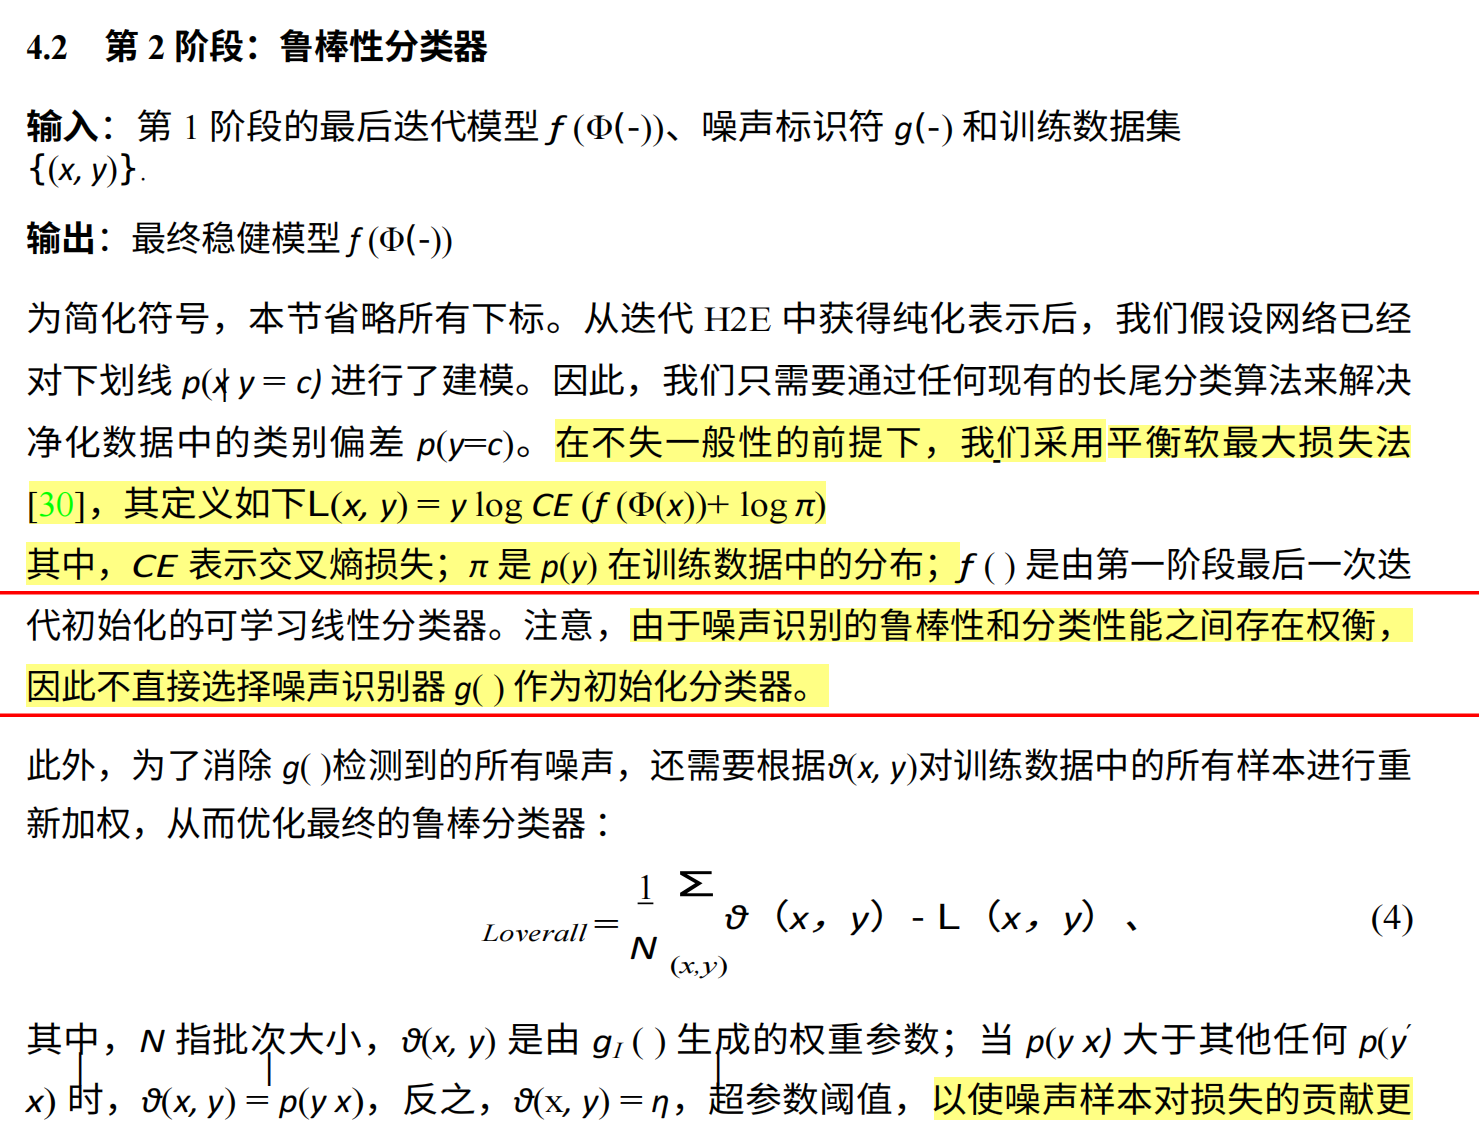 4.2 第 2 阶段：鲁棒性分类器
输入：第 1 阶段的最后迭代模型 f (Φ(-))、噪声标识符 g(-) 和训练数据集
{(x, y)}.
输出：最终稳健模型 f (Φ(-))
为简化符号，本节省略所有下标。从迭代 H2E 中获得纯化表示后，我们假设网络已经
对下划线 p(x| y = c) 进行了建模。因此，我们只需要通过任何现有的长尾分类算法来解决
净化数据中的类别偏差 p(y=c)。在不失一般性的前提下，我们采用平衡软最大损失法
[30]，其定义如下L(x, y) = y log CE (f (Φ(x))+ log π)
其中，CE 表示交叉熵损失；π 是 p(y) 在训练数据中的分布；f ( ) 是由第一阶段最后一次迭
代初始化的可学习线性分类器。注意，由于噪声识别的鲁棒性和分类性能之间存在权衡，
因此不直接选择噪声识别器 g( ) 作为初始化分类器。
此外，为了消除 g( )检测到的所有噪声，还需要根据ϑ(x, y)对训练数据中的所有样本进行重
新加权，从而优化最终的鲁棒分类器：
Loverall = 1/N Σ(x,y) ϑ（x，y）- L（x，y）、 (4)
其中，N 指批次大小，ϑ(x, y) 是由 gI ( ) 生成的权重参数；当 p(y x) 大于其他任何 p(y′
x) 时，ϑ(x, y) = p(y x)，反之，ϑ(x, y) = η，超参数阈值，以使噪声样本对损失的贡献更